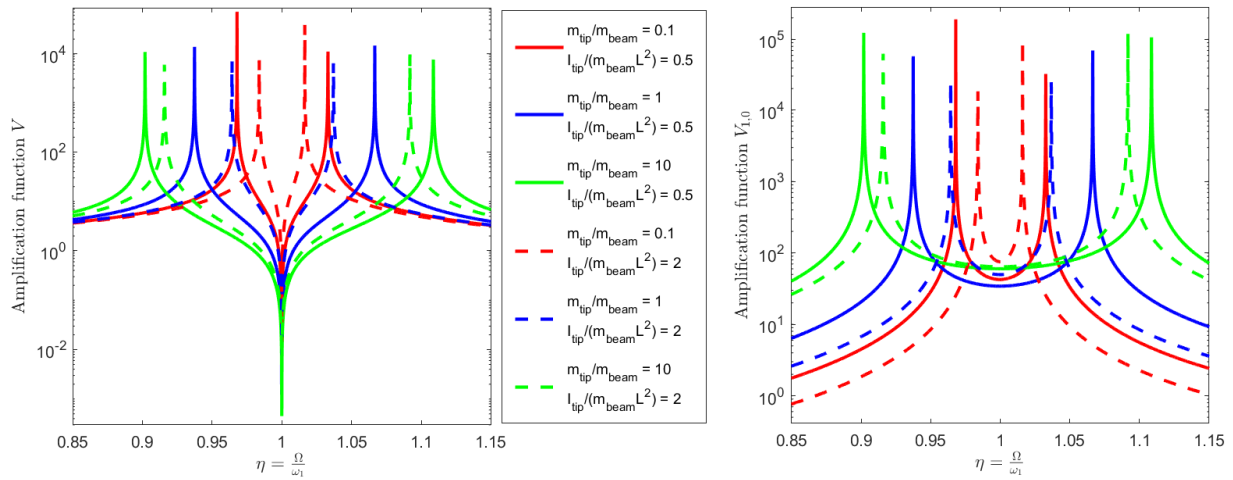 Amplification function V
10^4
10^2
10^0
10^-2
0.85 0.9 0.95 1 1.05 1.1 1.15
η = Ω/ω_1
m_tip/m_beam = 0.1
I_tip/(m_beam L^2) = 0.5
m_tip/m_beam = 1
I_tip/(m_beam L^2) = 0.5
m_tip/m_beam = 10
I_tip/(m_beam L^2) = 0.5
m_tip/m_beam = 0.1
I_tip/(m_beam L^2) = 2
m_tip/m_beam = 1
I_tip/(m_beam L^2) = 2
m_tip/m_beam = 10
I_tip/(m_beam L^2) = 2
Amplification function V_1,0
10^5
10^4
10^3
10^2
10^1
10^0
0.85 0.9 0.95 1 1.05 1.1 1.15
η = Ω/ω_1